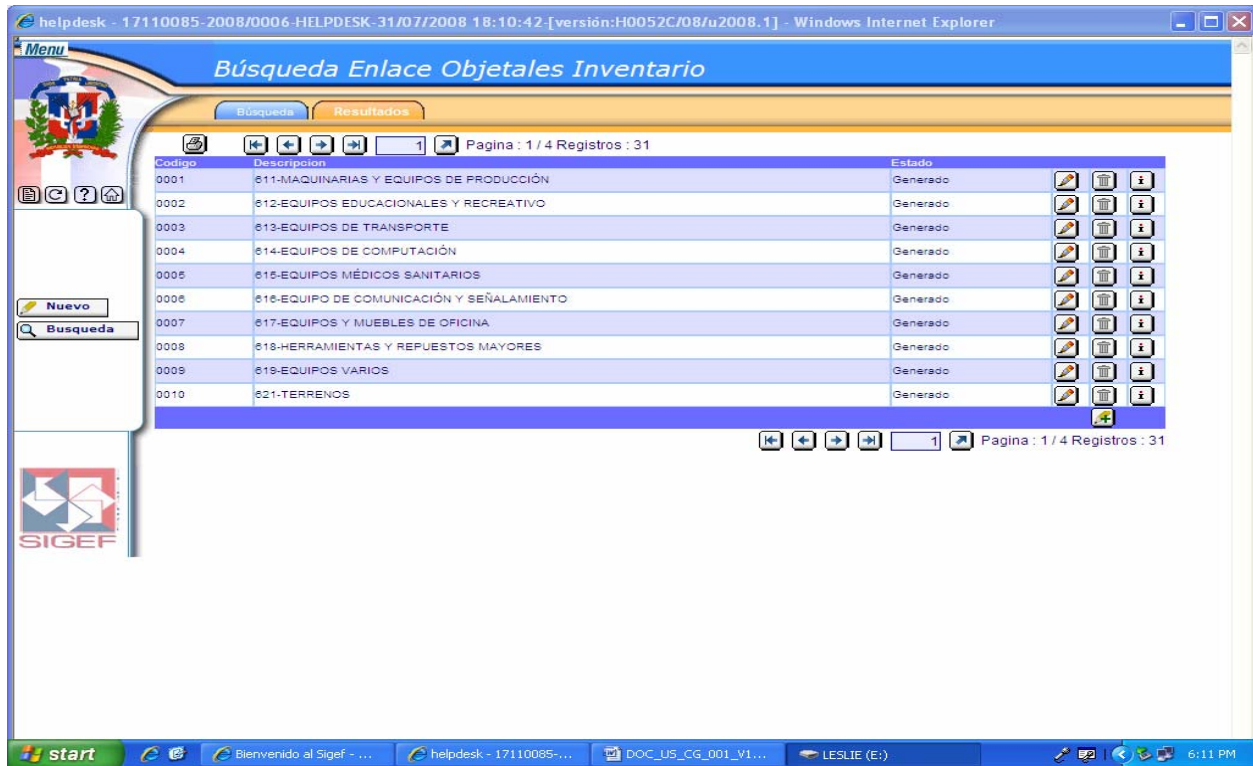 helpdesk - 17110085-2008/0006-HELPDESK-31/07/2008 18:10:42-[versión:H0052C/08/u2008.1] - Windows Internet Explorer
Menu
Búsqueda Enlace Objetales Inventario
Búsqueda Resultados
1 Pagina : 1 / 4 Registros : 31
Codigo Descripcion Estado
0001 611-MAQUINARIAS Y EQUIPOS DE PRODUCCIÓN Generado
0002 612-EQUIPOS EDUCACIONALES Y RECREATIVO Generado
0003 613-EQUIPOS DE TRANSPORTE Generado
0004 614-EQUIPOS DE COMPUTACIÓN Generado
0005 615-EQUIPOS MÉDICOS SANITARIOS Generado
0006 616-EQUIPO DE COMUNICACIÓN Y SEÑALAMIENTO Generado
0007 617-EQUIPOS Y MUEBLES DE OFICINA Generado
0008 618-HERRAMIENTAS Y REPUESTOS MAYORES Generado
0009 619-EQUIPOS VARIOS Generado
0010 621-TERRENOS Generado
1 Pagina : 1 / 4 Registros : 31
Nuevo
Busqueda
SIGEF
start Bienvenido al Sigef - ... helpdesk - 17110085-... DOC_US_CG_001_V1... LESLIE (E:) 6:11 PM